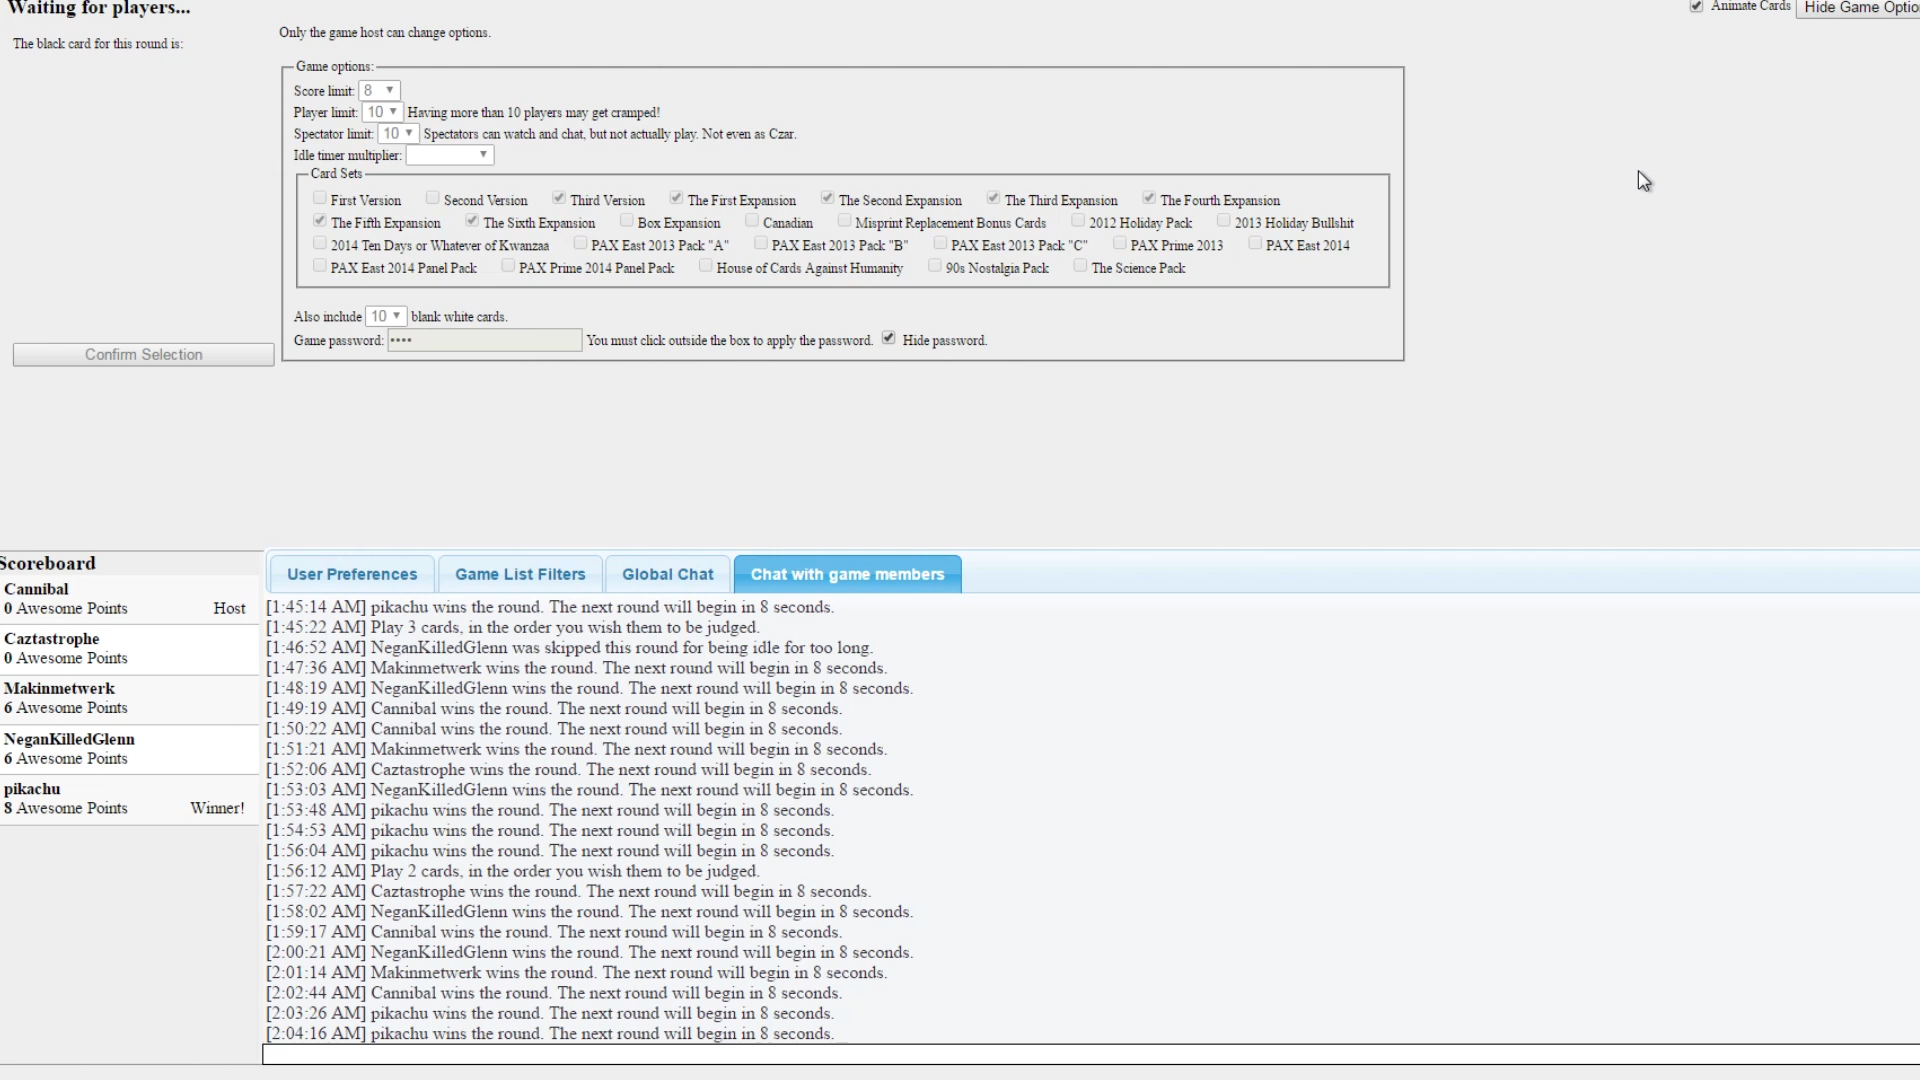 Waiting for players...
Animate Cards
Hide Game Optio
The black card for this round is:
Only the game host can change options.
Game options:
Score limit: 8
Player limit: 10 Having more than 10 players may get cramped!
Spectator limit: 10 Spectators can watch and chat, but not actually play. Not even as Czar.
Idle timer multiplier:
Card Sets
First Version Second Version Third Version The First Expansion The Second Expansion The Third Expansion The Fourth Expansion
The Fifth Expansion The Sixth Expansion Box Expansion Canadian Misprint Replacement Bonus Cards 2012 Holiday Pack 2013 Holiday Bullshit
2014 Ten Days or Whatever of Kwanzaa PAX East 2013 Pack "A" PAX East 2013 Pack "B" PAX East 2013 Pack "C" PAX Prime 2013 PAX East 2014
PAX East 2014 Panel Pack PAX Prime 2014 Panel Pack House of Cards Against Humanity 90s Nostalgia Pack The Science Pack
Also include 10 blank white cards.
Game password: •••• You must click outside the box to apply the password. Hide password.
Confirm Selection
Scoreboard
Cannibal
0 Awesome Points Host
Caztastrophe
0 Awesome Points
Makinmetwerk
6 Awesome Points
NeganKilledGlenn
6 Awesome Points
pikachu
8 Awesome Points Winner!
User Preferences Game List Filters Global Chat Chat with game members
[1:45:14 AM] pikachu wins the round. The next round will begin in 8 seconds.
[1:45:22 AM] Play 3 cards, in the order you wish them to be judged.
[1:46:52 AM] NeganKilledGlenn was skipped this round for being idle for too long.
[1:47:36 AM] Makinmetwerk wins the round. The next round will begin in 8 seconds.
[1:48:19 AM] NeganKilledGlenn wins the round. The next round will begin in 8 seconds.
[1:49:19 AM] Cannibal wins the round. The next round will begin in 8 seconds.
[1:50:22 AM] Cannibal wins the round. The next round will begin in 8 seconds.
[1:51:21 AM] Makinmetwerk wins the round. The next round will begin in 8 seconds.
[1:52:06 AM] Caztastrophe wins the round. The next round will begin in 8 seconds.
[1:53:03 AM] NeganKilledGlenn wins the round. The next round will begin in 8 seconds.
[1:53:48 AM] pikachu wins the round. The next round will begin in 8 seconds.
[1:54:53 AM] pikachu wins the round. The next round will begin in 8 seconds.
[1:56:04 AM] pikachu wins the round. The next round will begin in 8 seconds.
[1:56:12 AM] Play 2 cards, in the order you wish them to be judged.
[1:57:22 AM] Caztastrophe wins the round. The next round will begin in 8 seconds.
[1:58:02 AM] NeganKilledGlenn wins the round. The next round will begin in 8 seconds.
[1:59:17 AM] Cannibal wins the round. The next round will begin in 8 seconds.
[2:00:21 AM] NeganKilledGlenn wins the round. The next round will begin in 8 seconds.
[2:01:14 AM] Makinmetwerk wins the round. The next round will begin in 8 seconds.
[2:02:44 AM] Cannibal wins the round. The next round will begin in 8 seconds.
[2:03:26 AM] pikachu wins the round. The next round will begin in 8 seconds.
[2:04:16 AM] pikachu wins the round. The next round will begin in 8 seconds.